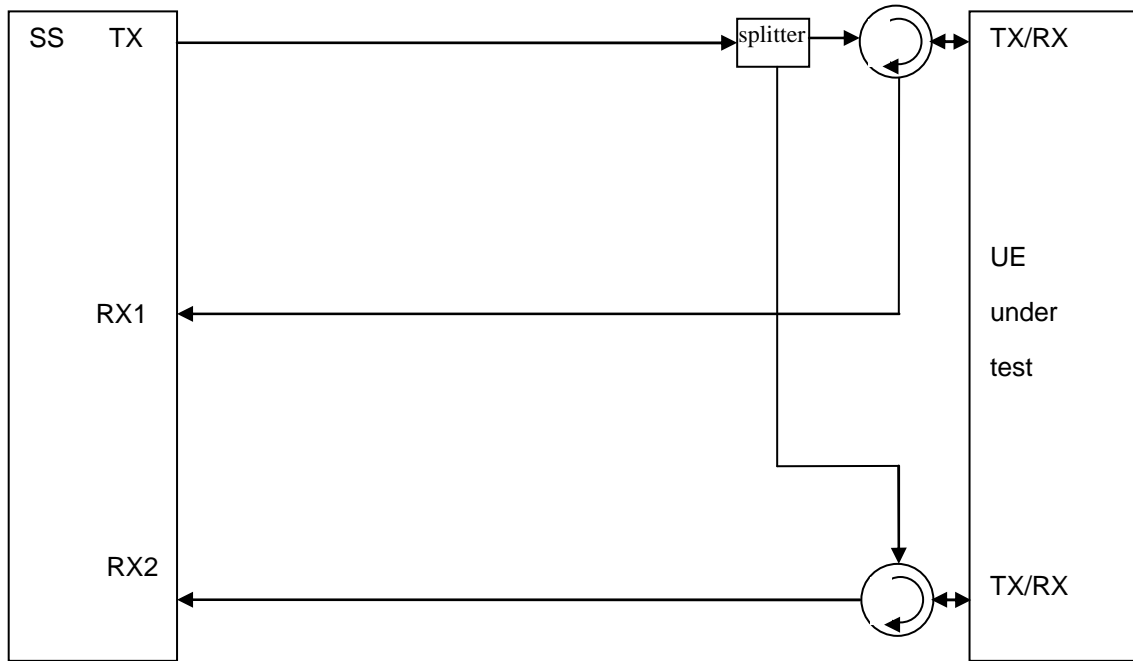 SS TX
splitter
TX/RX
RX1
UE
under
test
RX2
TX/RX